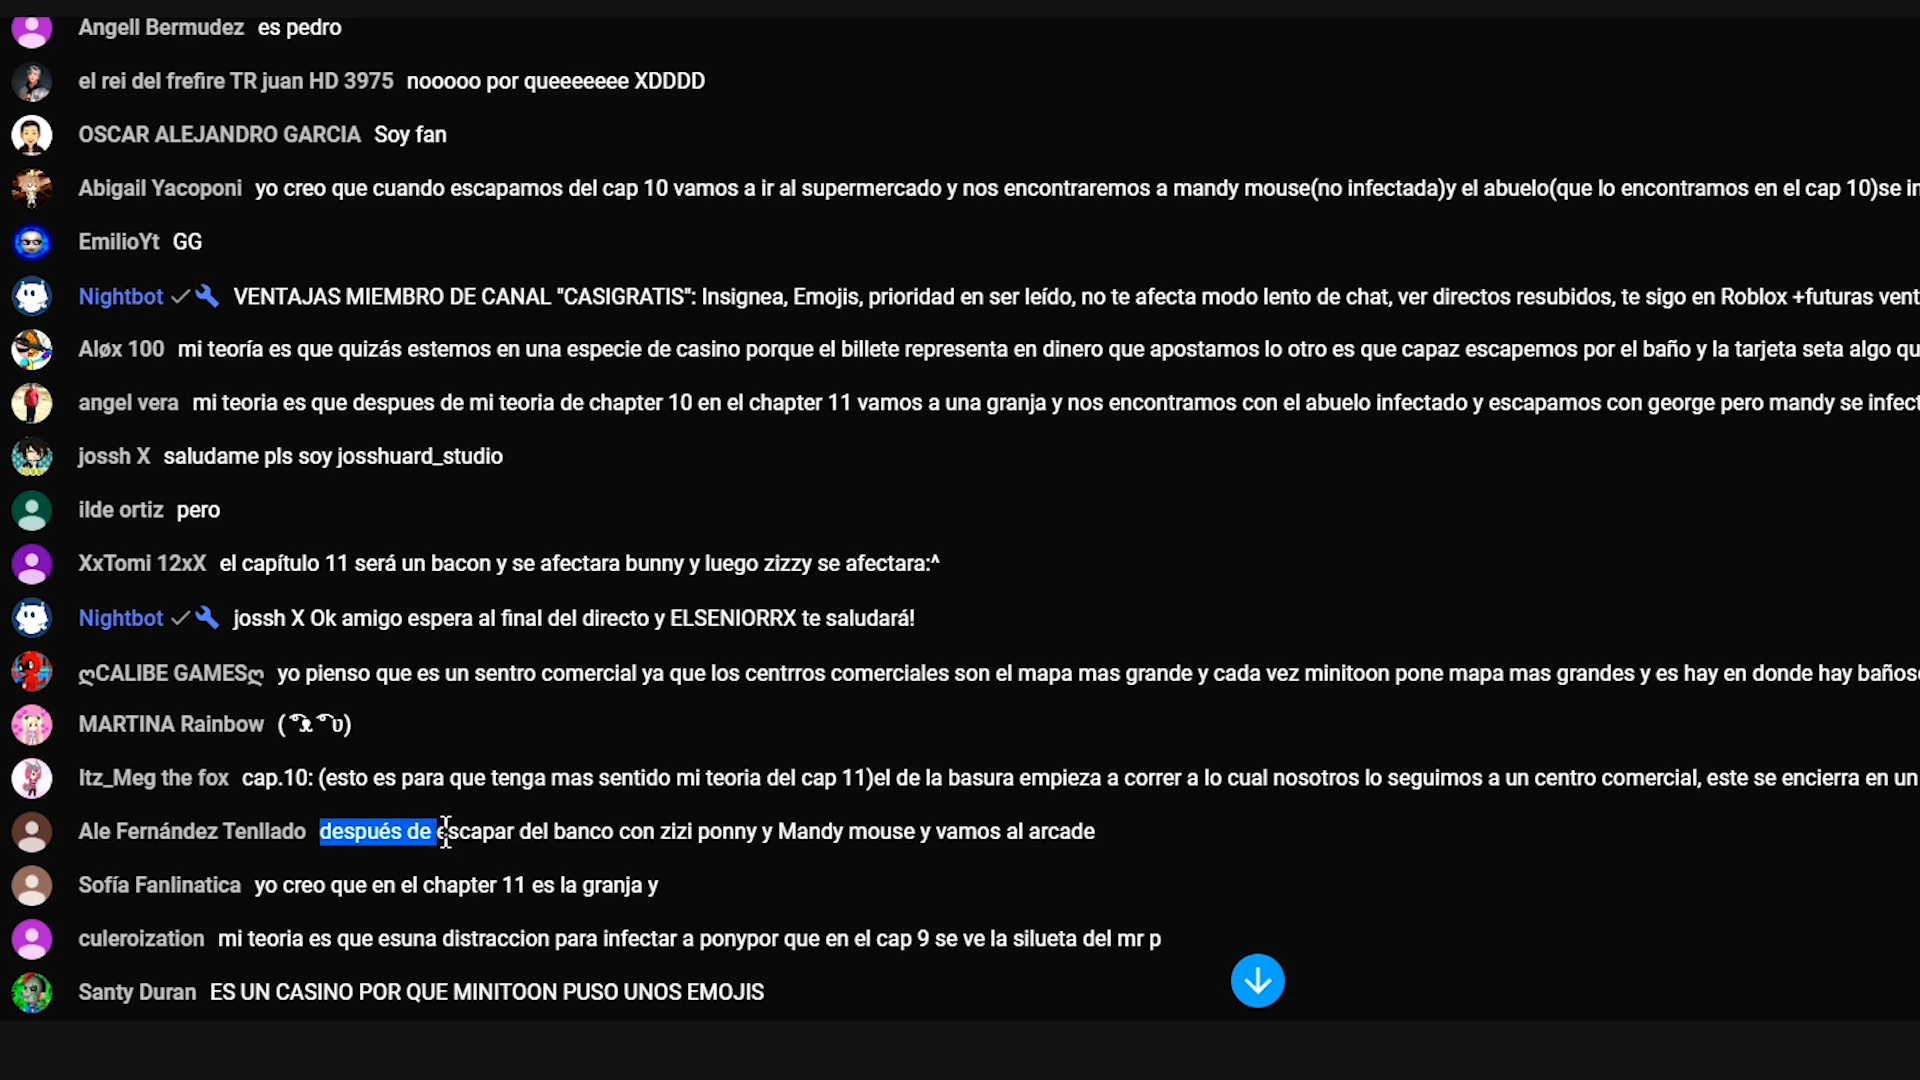 Angell Bermudez es pedro
el rei del frefire TR juan HD 3975 nooooo por queeeeeee XDDDD
OSCAR ALEJANDRO GARCIA Soy fan
Abigail Yacoponi yo creo que cuando escapamos del cap 10 vamos a ir al supermercado y nos encontraremos a mandy mouse(no infectada)y el abuelo(que lo encontramos en el cap 10)se in
EmilioYt GG
Nightbot VENTAJAS MIEMBRO DE CANAL "CASIGRATIS": Insignea, Emojis, prioridad en ser leído, no te afecta modo lento de chat, ver directos resubidos, te sigo en Roblox +futuras vent
Aløx 100 mi teoría es que quizás estemos en una especie de casino porque el billete representa en dinero que apostamos lo otro es que capaz escapemos por el baño y la tarjeta seta algo qu
angel vera mi teoria es que despues de mi teoria de chapter 10 en el chapter 11 vamos a una granja y nos encontramos con el abuelo infectado y escapamos con george pero mandy se infect
jossh X saludame pls soy josshuard_studio
ilde ortiz pero
XxTomi 12xX el capítulo 11 será un bacon y se afectara bunny y luego zizzy se afectara:^
Nightbot jossh X Ok amigo espera al final del directo y ELSENIORRX te saludará!
ღCALIBE GAMESღ yo pienso que es un sentro comercial ya que los centrros comerciales son el mapa mas grande y cada vez minitoon pone mapa mas grandes y es hay en donde hay baños
MARTINA Rainbow ( ͡°ᴥ ͡°ʋ)
Itz_Meg the fox cap.10: (esto es para que tenga mas sentido mi teoria del cap 11)el de la basura empieza a correr a lo cual nosotros lo seguimos a un centro comercial, este se encierra en un
Ale Fernández Tenllado después de escapar del banco con zizi ponny y Mandy mouse y vamos al arcade
Sofía Fanlinatica yo creo que en el chapter 11 es la granja y
culeroization mi teoria es que esuna distraccion para infectar a ponypor que en el cap 9 se ve la silueta del mr p
Santy Duran ES UN CASINO POR QUE MINITOON PUSO UNOS EMOJIS